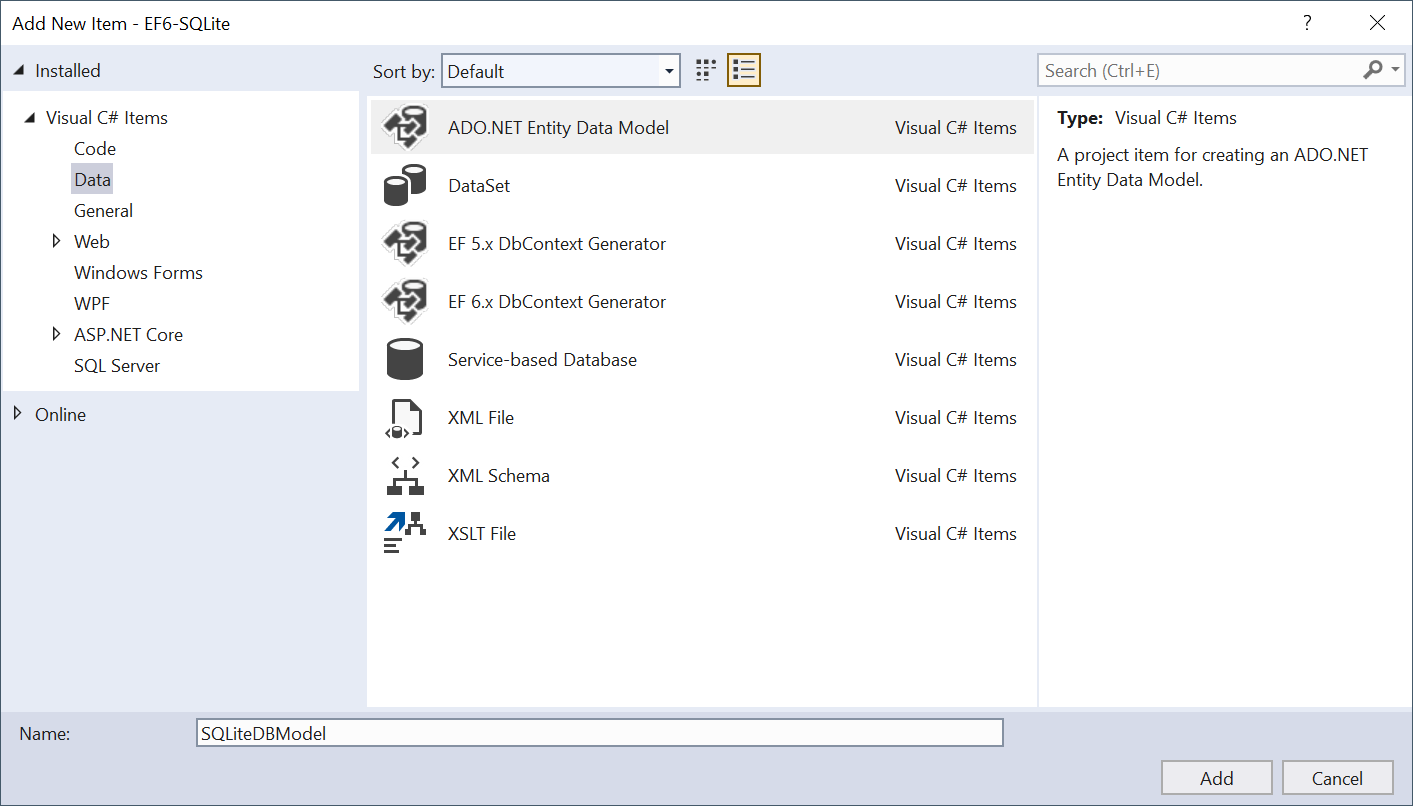 Add New Item - EF6-SQLite
?
Installed
Sort by: Default
Search (Ctrl+E)
Visual C# Items
Code
Data
General
Web
Windows Forms
WPF
ASP.NET Core
SQL Server
Online
ADO.NET Entity Data Model Visual C# Items
DataSet Visual C# Items
EF 5.x DbContext Generator Visual C# Items
EF 6.x DbContext Generator Visual C# Items
Service-based Database Visual C# Items
XML File Visual C# Items
XML Schema Visual C# Items
XSLT File Visual C# Items
Type: Visual C# Items
A project item for creating an ADO.NET
Entity Data Model.
Name: SQLiteDBModel
Add Cancel